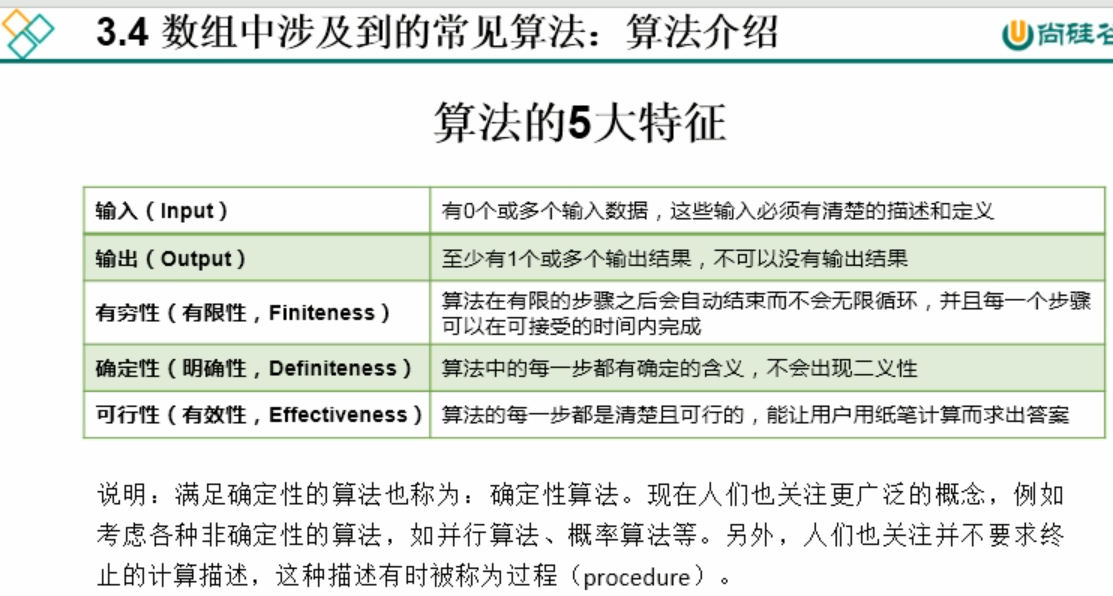 3.4 数组中涉及到的常见算法：算法介绍
尚硅谷
算法的5大特征
输入（Input）
有0个或多个输入数据，这些输入必须有清楚的描述和定义
输出（Output）
至少有1个或多个输出结果，不可以没有输出结果
有穷性（有限性，Finiteness）
算法在有限的步骤之后会自动结束而不会无限循环，并且每一个步骤
可以在可接受的时间内完成
确定性（明确性，Definiteness）
算法中的每一步都有确定的含义，不会出现二义性
可行性（有效性，Effectiveness）
算法的每一步都是清楚且可行的，能让用户用纸笔计算而求出答案
说明：满足确定性的算法也称为：确定性算法。现在人们也关注更广泛的概念，例如
考虑各种非确定性的算法，如并行算法、概率算法等。另外，人们也关注并不要求终
止的计算描述，这种描述有时被称为过程（procedure）。